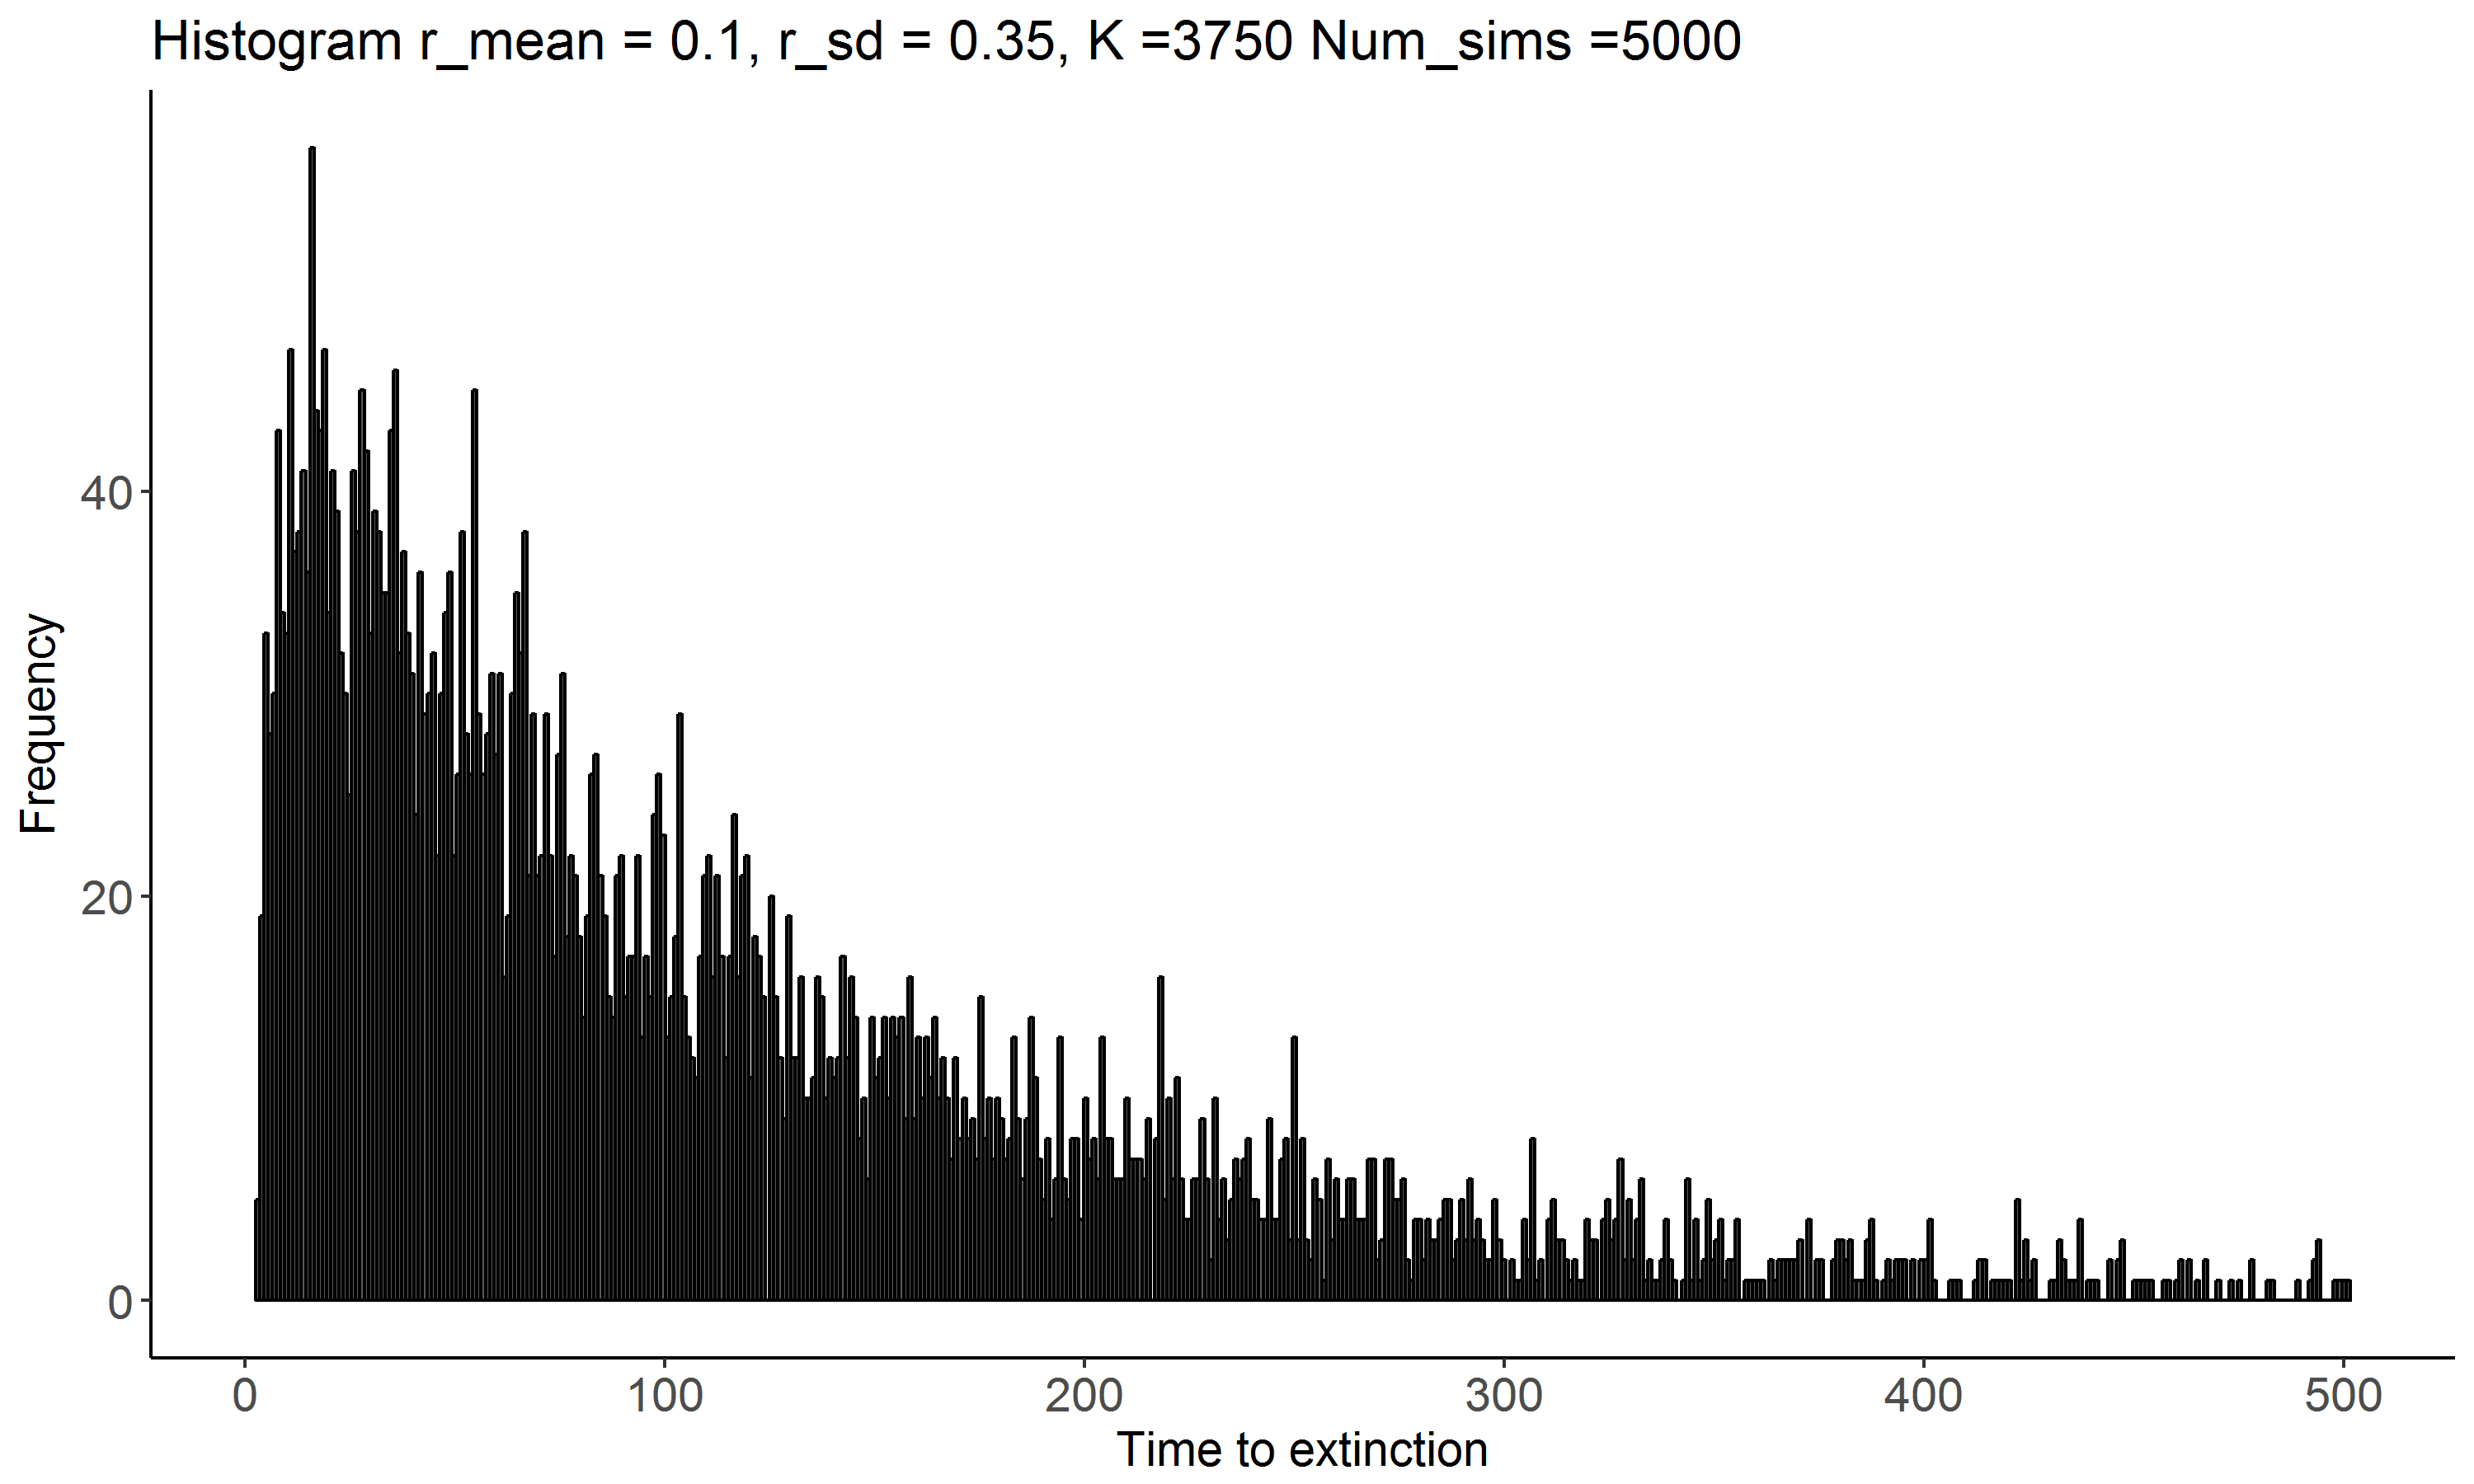 Histogram r_mean = 0.1, r_sd = 0.35, K =3750 Num_sims =5000
Frequency
40
20
0
0 100 200 300 400 500
Time to extinction